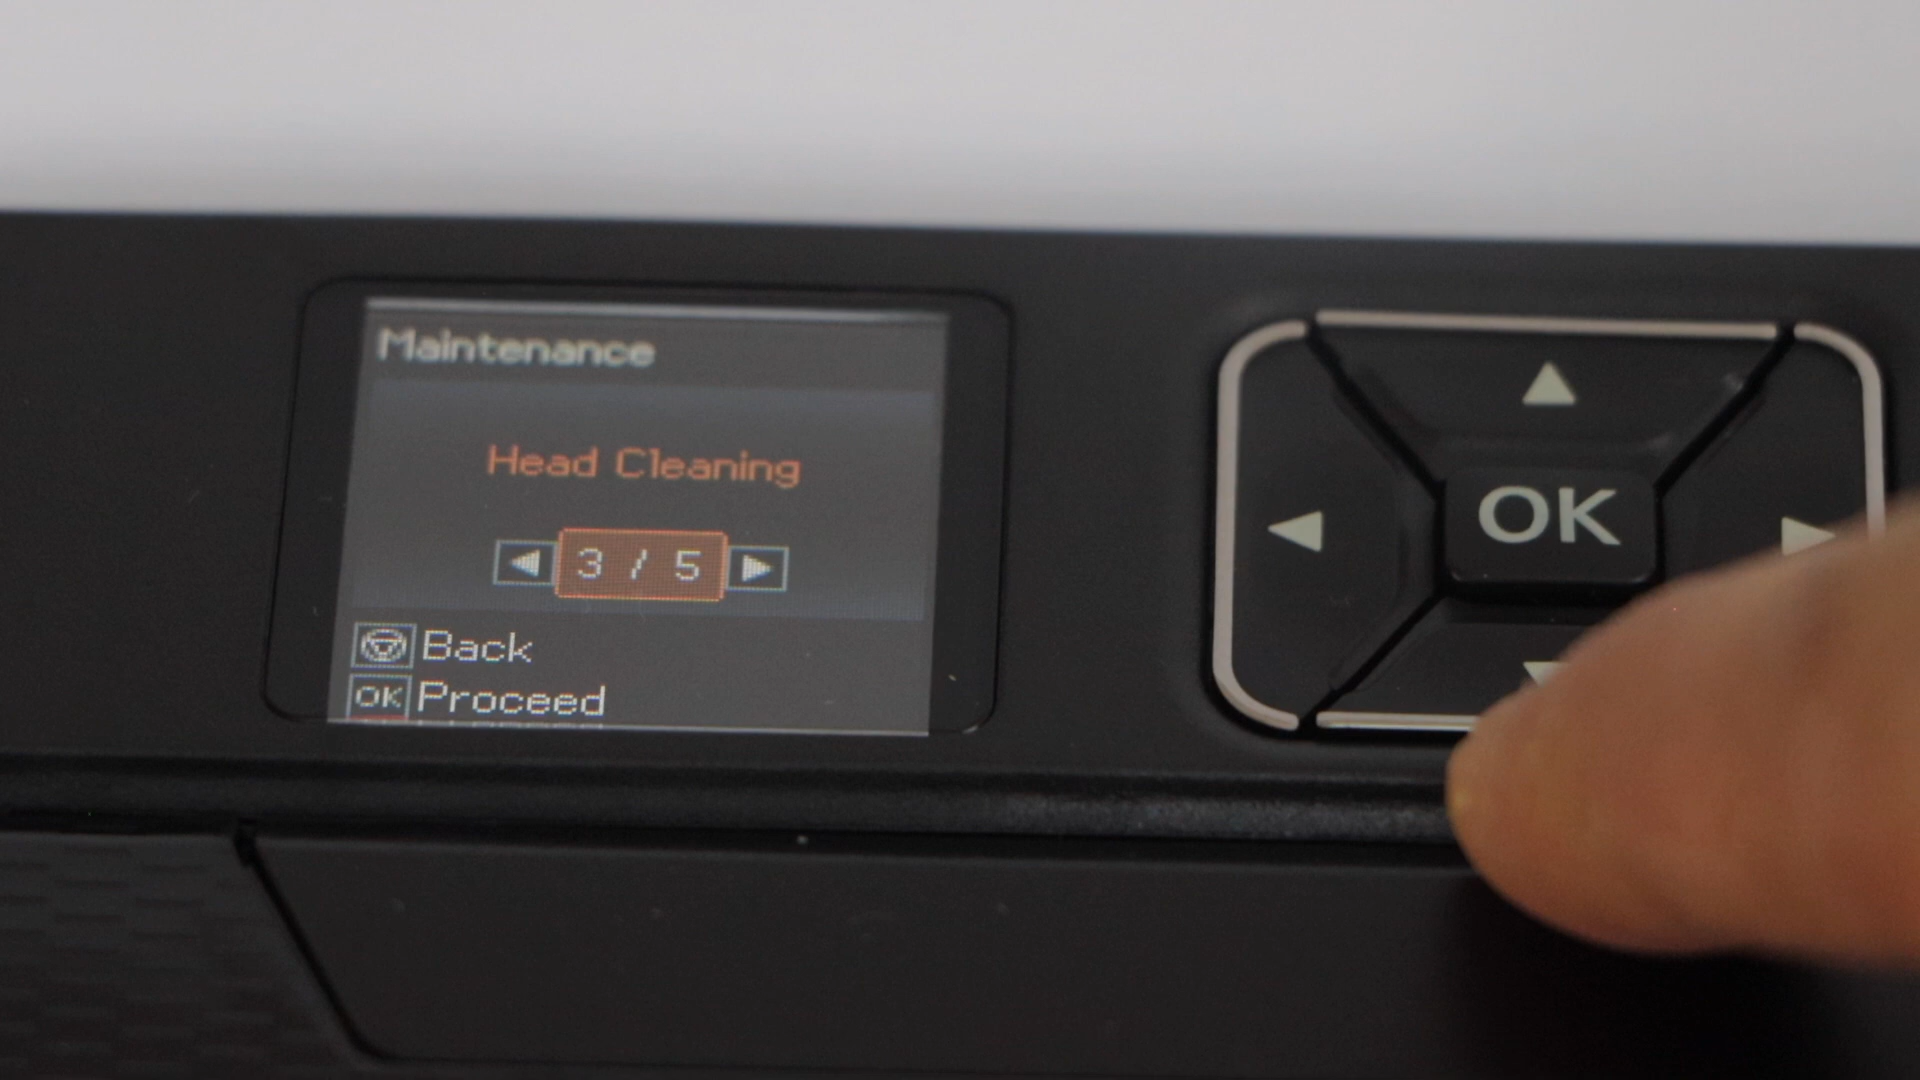 Maintenance
Head Cleaning
3 / 5
Back
OK Proceed
OK